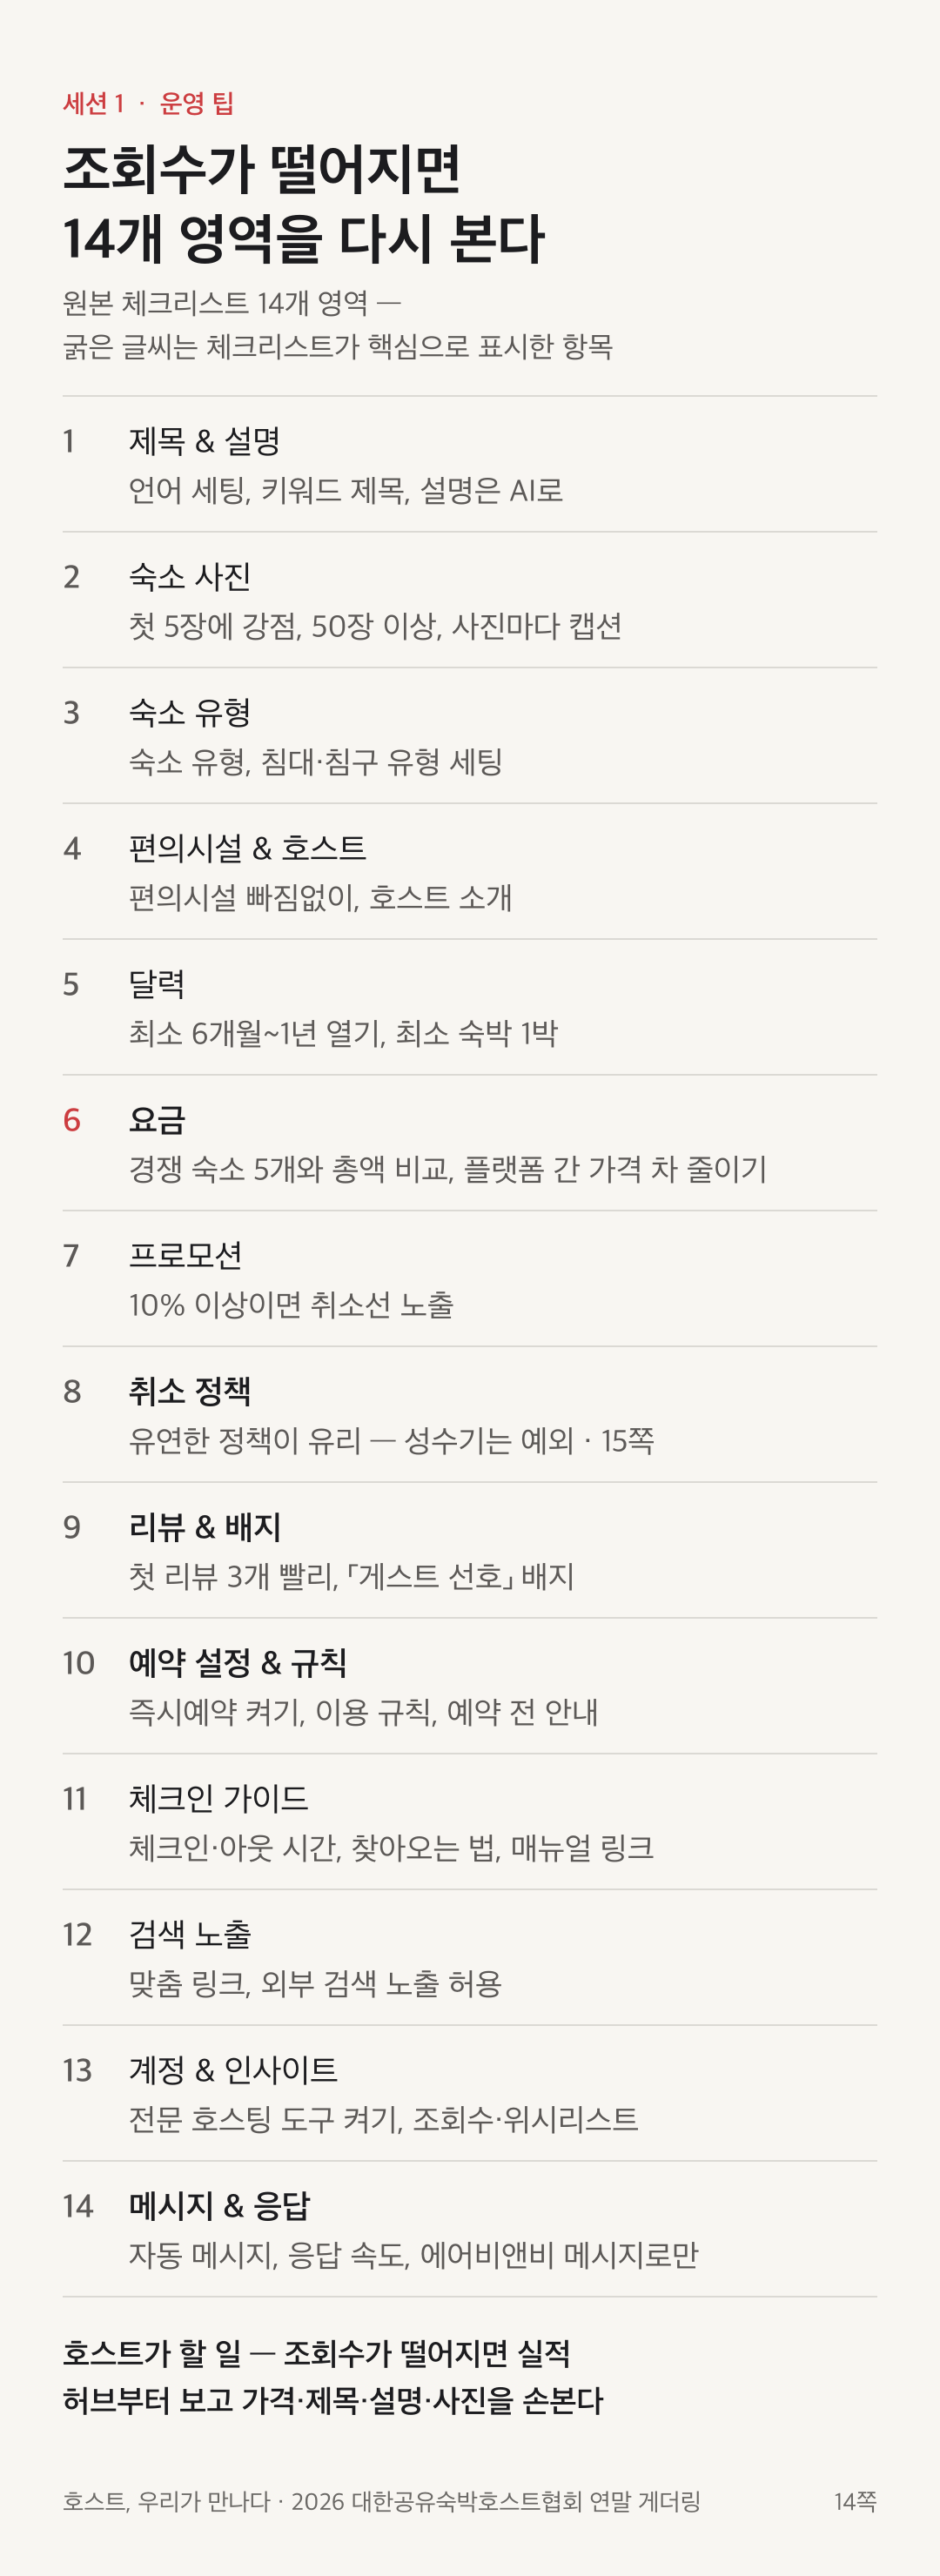 세션 1 · 운영 팁
조회수가 떨어지면
14개 영역을 다시 본다
원본 체크리스트 14개 영역 —
굵은 글씨는 체크리스트가 핵심으로 표시한 항목
1 제목 & 설명
언어 세팅, 키워드 제목, 설명은 AI로
2 숙소 사진
첫 5장에 강점, 50장 이상, 사진마다 캡션
3 숙소 유형
숙소 유형, 침대·침구 유형 세팅
4 편의시설 & 호스트
편의시설 빠짐없이, 호스트 소개
5 달력
최소 6개월~1년 열기, 최소 숙박 1박
6 요금
경쟁 숙소 5개와 총액 비교, 플랫폼 간 가격 차 줄이기
7 프로모션
10% 이상이면 취소선 노출
8 취소 정책
유연한 정책이 유리 — 성수기는 예외 · 15쪽
9 리뷰 & 배지
첫 리뷰 3개 빨리, 「게스트 선호」 배지
10 예약 설정 & 규칙
즉시예약 켜기, 이용 규칙, 예약 전 안내
11 체크인 가이드
체크인·아웃 시간, 찾아오는 법, 매뉴얼 링크
12 검색 노출
맞춤 링크, 외부 검색 노출 허용
13 계정 & 인사이트
전문 호스팅 도구 켜기, 조회수·위시리스트
14 메시지 & 응답
자동 메시지, 응답 속도, 에어비앤비 메시지로만
호스트가 할 일 — 조회수가 떨어지면 실적
허브부터 보고 가격·제목·설명·사진을 손본다
호스트, 우리가 만나다 · 2026 대한공유숙박호스트협회 연말 게더링 14쪽